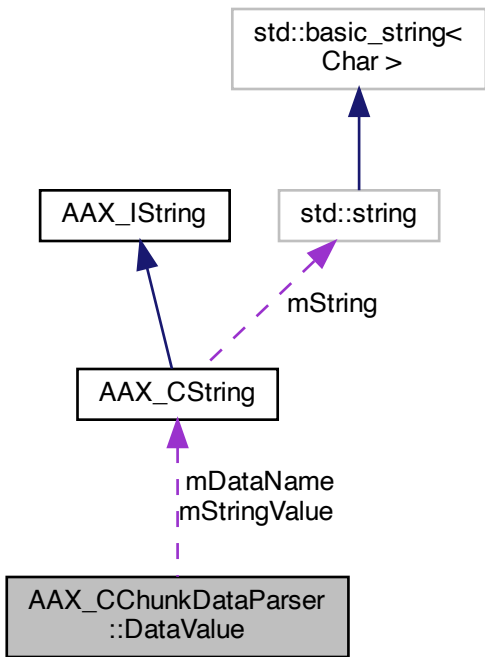 std::basic_string<
Char >
AAX_IString
std::string
mString
AAX_CString
mDataName
mStringValue
AAX_CChunkDataParser
::DataValue